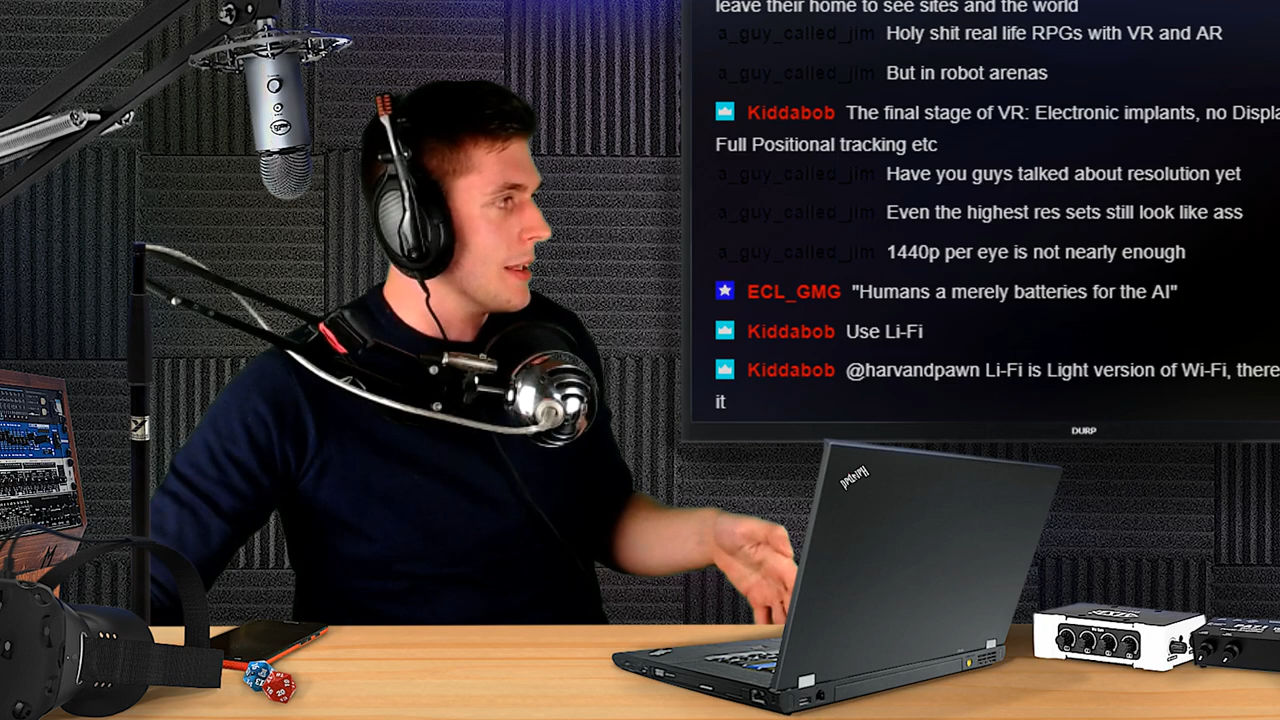 leave their home to see sites and the world
a_guy_called_jim Holy shit real life RPGs with VR and AR
a_guy_called_jim But in robot arenas
Kiddabob The final stage of VR: Electronic implants, no Displa
Full Positional tracking etc
a_guy_called_jim Have you guys talked about resolution yet
a_guy_called_jim Even the highest res sets still look like ass
a_guy_called_jim 1440p per eye is not nearly enough
ECL_GMG "Humans a merely batteries for the AI"
Kiddabob Use Li-Fi
Kiddabob @harvandpawn Li-Fi is Light version of Wi-Fi, there
it
DURP